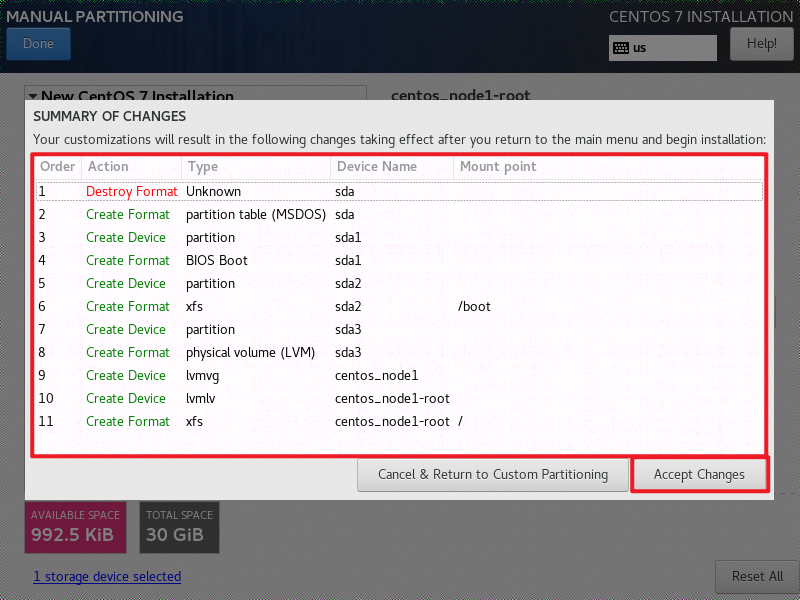 MANUAL PARTITIONING
CENTOS 7 INSTALLATION
Done
us
Help!
New CentOS 7 Installation
centos_node1-root
SUMMARY OF CHANGES
Your customizations will result in the following changes taking effect after you return to the main menu and begin installation:
Order Action Type Device Name Mount point
1 Destroy Format Unknown sda
2 Create Format partition table (MSDOS) sda
3 Create Device partition sda1
4 Create Format BIOS Boot sda1
5 Create Device partition sda2
6 Create Format xfs sda2 /boot
7 Create Device partition sda3
8 Create Format physical volume (LVM) sda3
9 Create Device lvmvg centos_node1
10 Create Device lvmlv centos_node1-root
11 Create Format xfs centos_node1-root /
Cancel & Return to Custom Partitioning
Accept Changes
AVAILABLE SPACE
992.5 KiB
TOTAL SPACE
30 GiB
1 storage device selected
Reset All